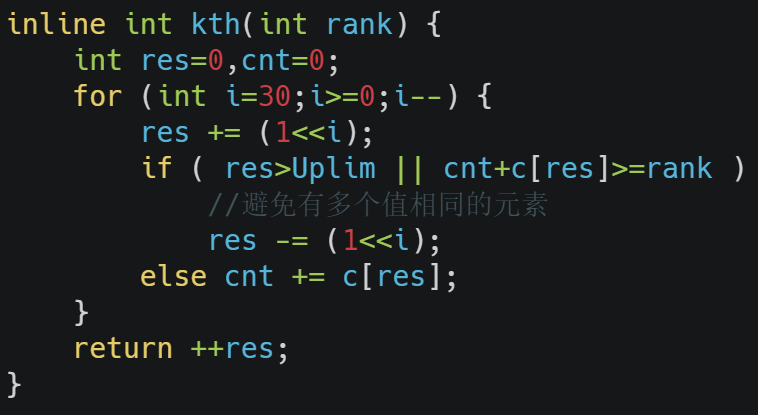 inline int kth(int rank) {
    int res=0,cnt=0;
    for (int i=30;i>=0;i--) {
        res += (1<<i);
        if ( res>Uplim || cnt+c[res]>=rank )
            //避免有多个值相同的元素
            res -= (1<<i);
        else cnt += c[res];
    }
    return ++res;
}